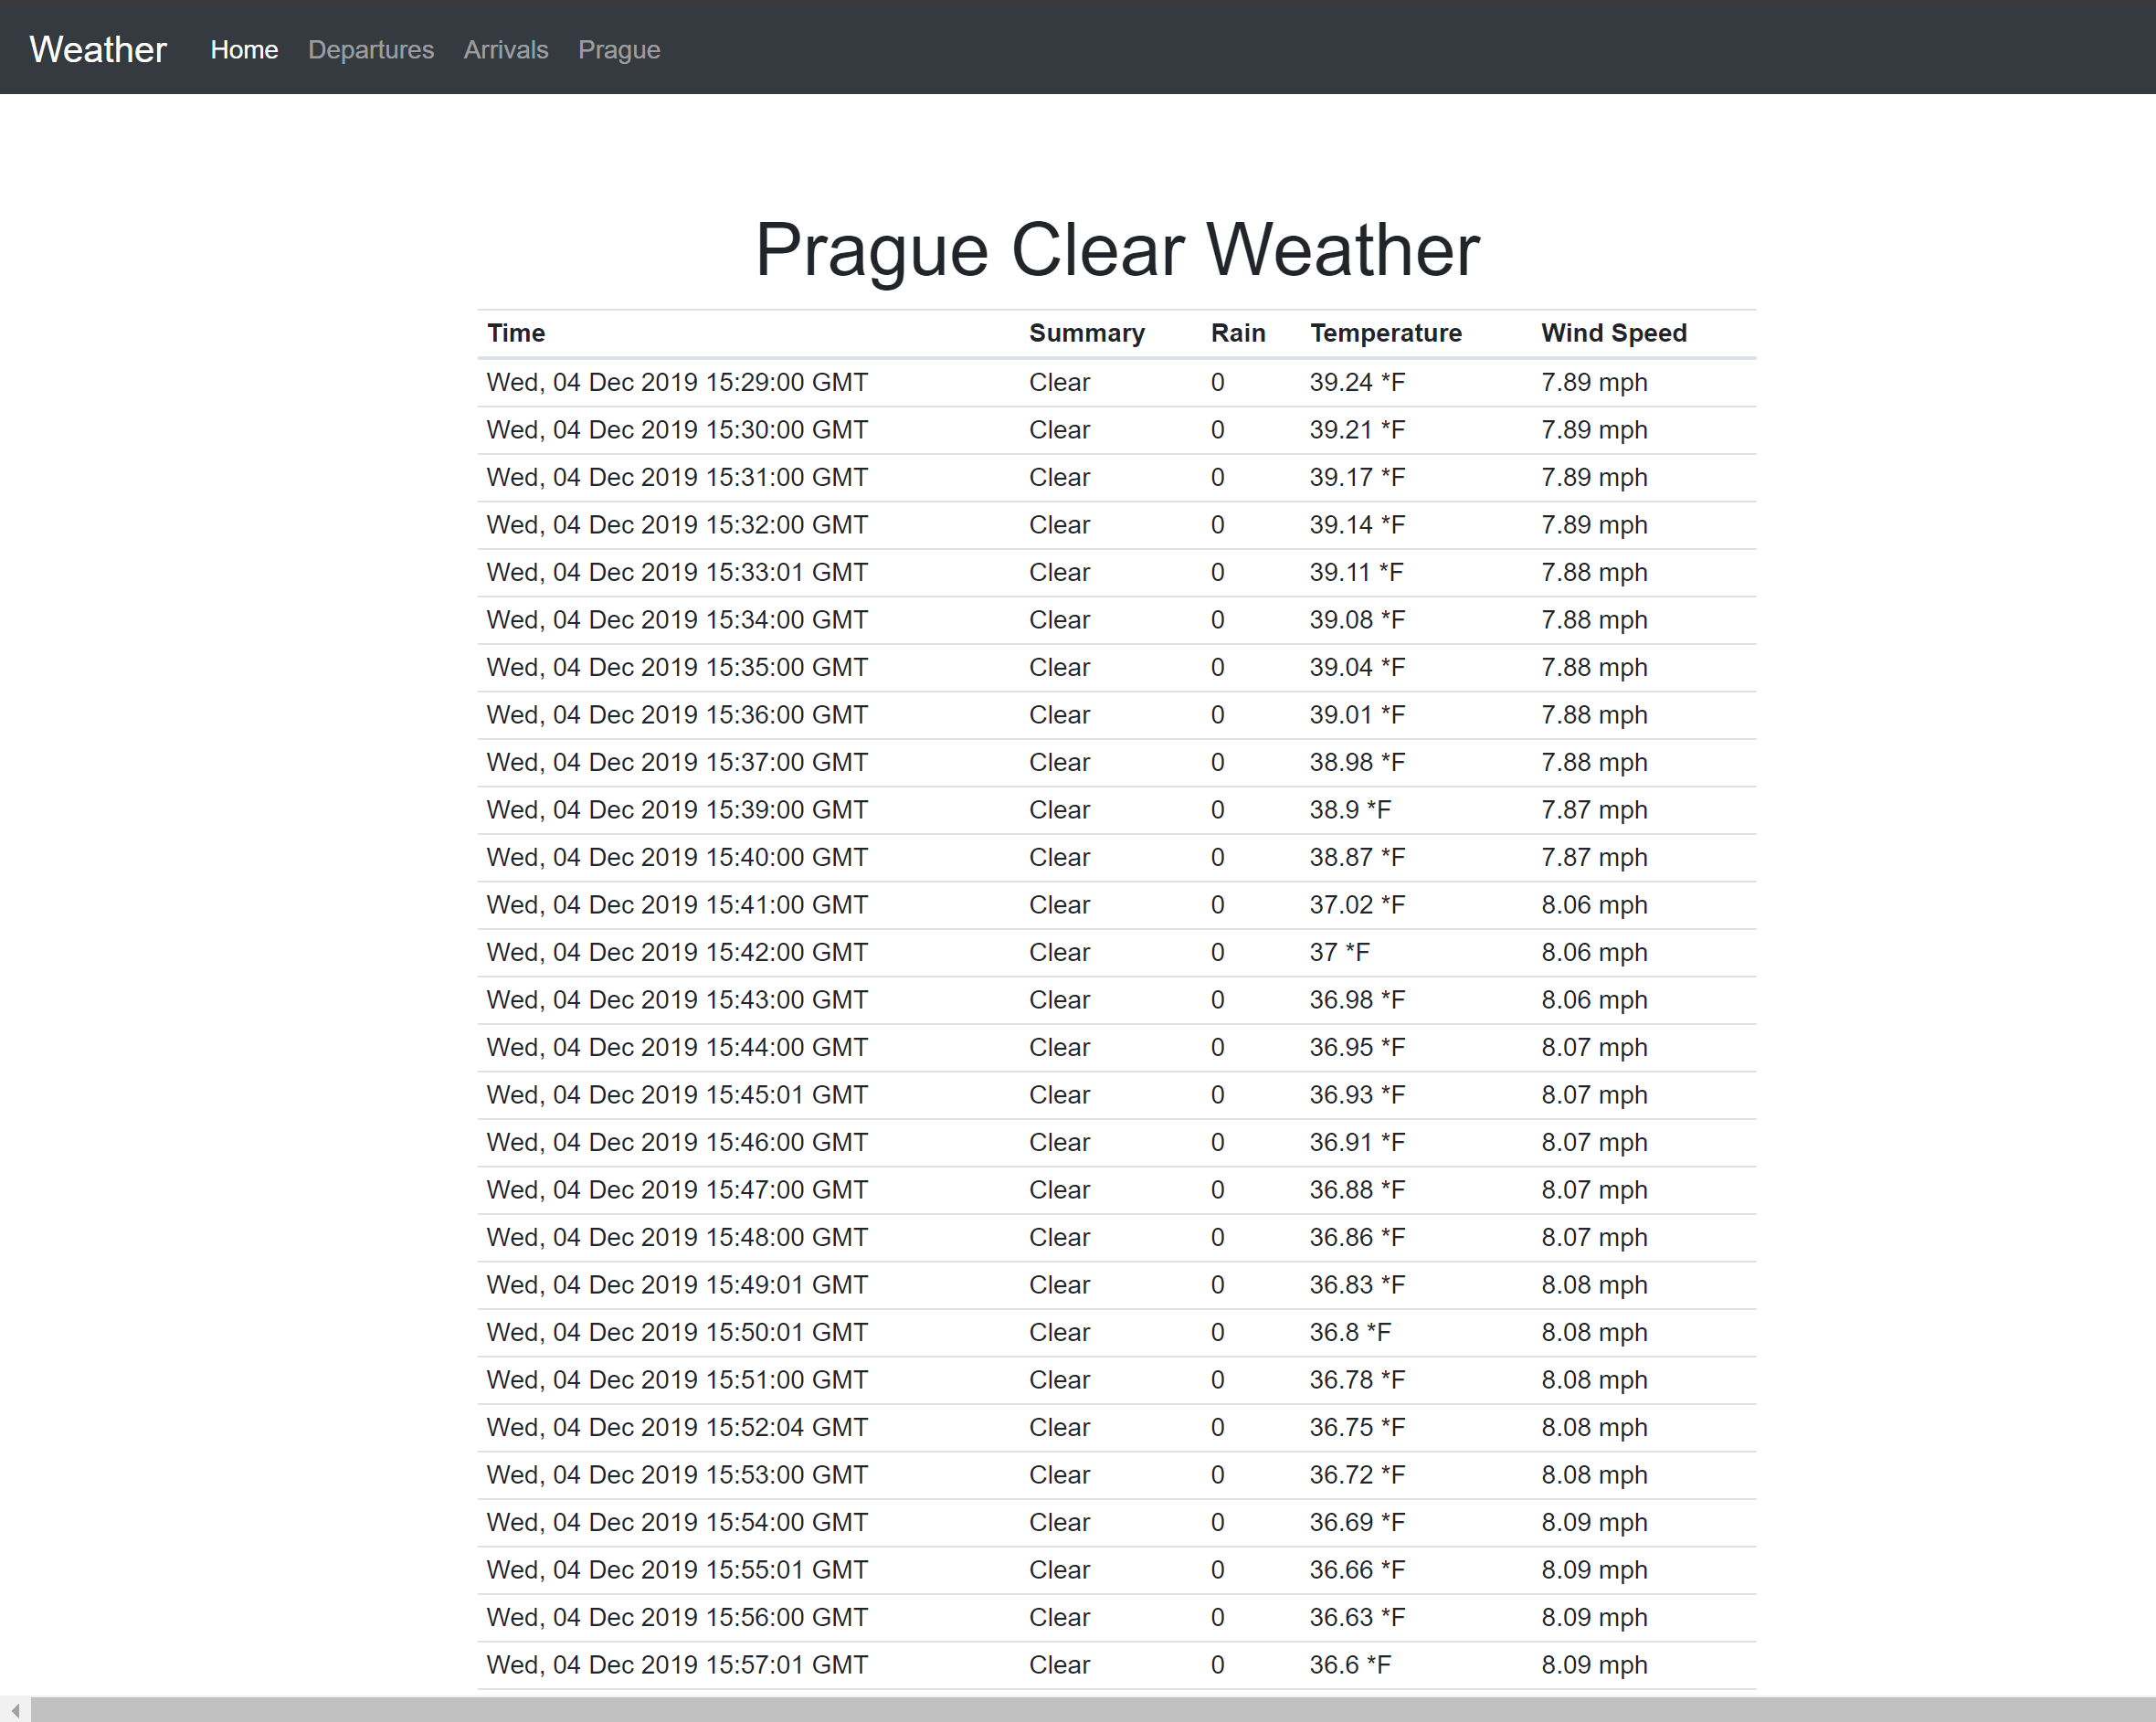 Weather Home Departures Arrivals Prague
Prague Clear Weather
Time Summary Rain Temperature Wind Speed
Wed, 04 Dec 2019 15:29:00 GMT Clear 0 39.24 *F 7.89 mph
Wed, 04 Dec 2019 15:30:00 GMT Clear 0 39.21 *F 7.89 mph
Wed, 04 Dec 2019 15:31:00 GMT Clear 0 39.17 *F 7.89 mph
Wed, 04 Dec 2019 15:32:00 GMT Clear 0 39.14 *F 7.89 mph
Wed, 04 Dec 2019 15:33:01 GMT Clear 0 39.11 *F 7.88 mph
Wed, 04 Dec 2019 15:34:00 GMT Clear 0 39.08 *F 7.88 mph
Wed, 04 Dec 2019 15:35:00 GMT Clear 0 39.04 *F 7.88 mph
Wed, 04 Dec 2019 15:36:00 GMT Clear 0 39.01 *F 7.88 mph
Wed, 04 Dec 2019 15:37:00 GMT Clear 0 38.98 *F 7.88 mph
Wed, 04 Dec 2019 15:39:00 GMT Clear 0 38.9 *F 7.87 mph
Wed, 04 Dec 2019 15:40:00 GMT Clear 0 38.87 *F 7.87 mph
Wed, 04 Dec 2019 15:41:00 GMT Clear 0 37.02 *F 8.06 mph
Wed, 04 Dec 2019 15:42:00 GMT Clear 0 37 *F 8.06 mph
Wed, 04 Dec 2019 15:43:00 GMT Clear 0 36.98 *F 8.06 mph
Wed, 04 Dec 2019 15:44:00 GMT Clear 0 36.95 *F 8.07 mph
Wed, 04 Dec 2019 15:45:01 GMT Clear 0 36.93 *F 8.07 mph
Wed, 04 Dec 2019 15:46:00 GMT Clear 0 36.91 *F 8.07 mph
Wed, 04 Dec 2019 15:47:00 GMT Clear 0 36.88 *F 8.07 mph
Wed, 04 Dec 2019 15:48:00 GMT Clear 0 36.86 *F 8.07 mph
Wed, 04 Dec 2019 15:49:01 GMT Clear 0 36.83 *F 8.08 mph
Wed, 04 Dec 2019 15:50:01 GMT Clear 0 36.8 *F 8.08 mph
Wed, 04 Dec 2019 15:51:00 GMT Clear 0 36.78 *F 8.08 mph
Wed, 04 Dec 2019 15:52:04 GMT Clear 0 36.75 *F 8.08 mph
Wed, 04 Dec 2019 15:53:00 GMT Clear 0 36.72 *F 8.08 mph
Wed, 04 Dec 2019 15:54:00 GMT Clear 0 36.69 *F 8.09 mph
Wed, 04 Dec 2019 15:55:01 GMT Clear 0 36.66 *F 8.09 mph
Wed, 04 Dec 2019 15:56:00 GMT Clear 0 36.63 *F 8.09 mph
Wed, 04 Dec 2019 15:57:01 GMT Clear 0 36.6 *F 8.09 mph